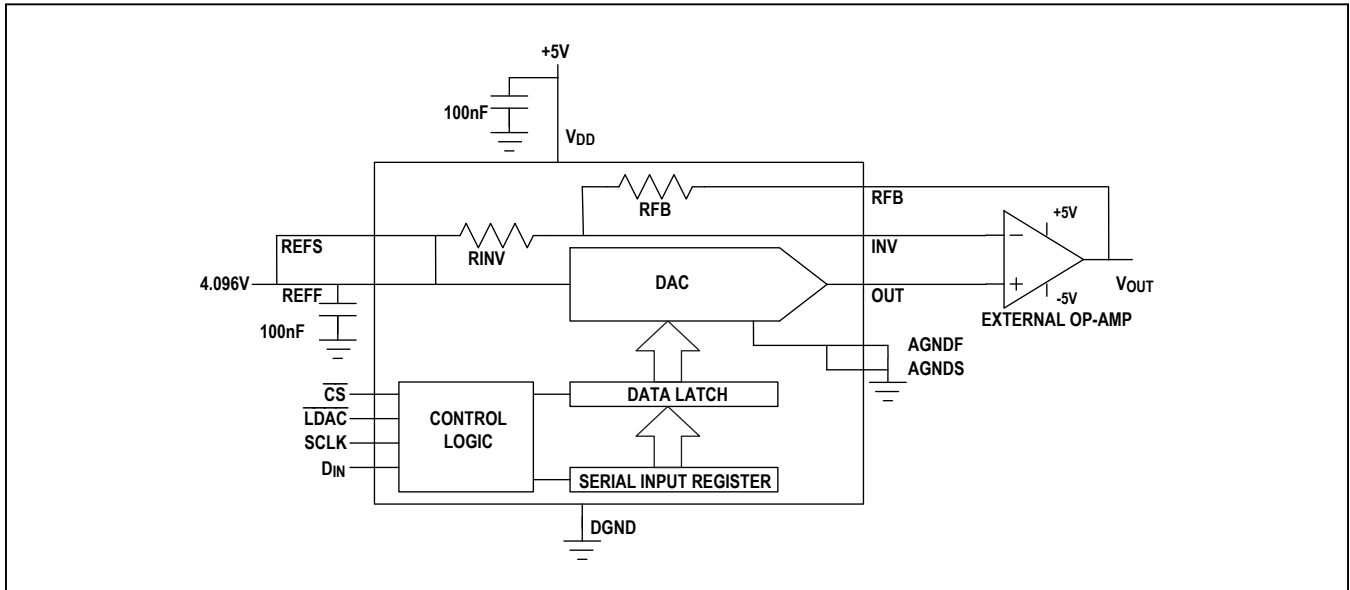 +5V
100nF
VDD
RFB
RFB
+5V
REFS
RINV
INV
−
4.096V
REFF
DAC
OUT
+
VOUT
-5V
100nF
EXTERNAL OP-AMP
AGNDF
AGNDS
CS
DATA LATCH
LDAC
CONTROL
LOGIC
SCLK
DIN
SERIAL INPUT REGISTER
DGND